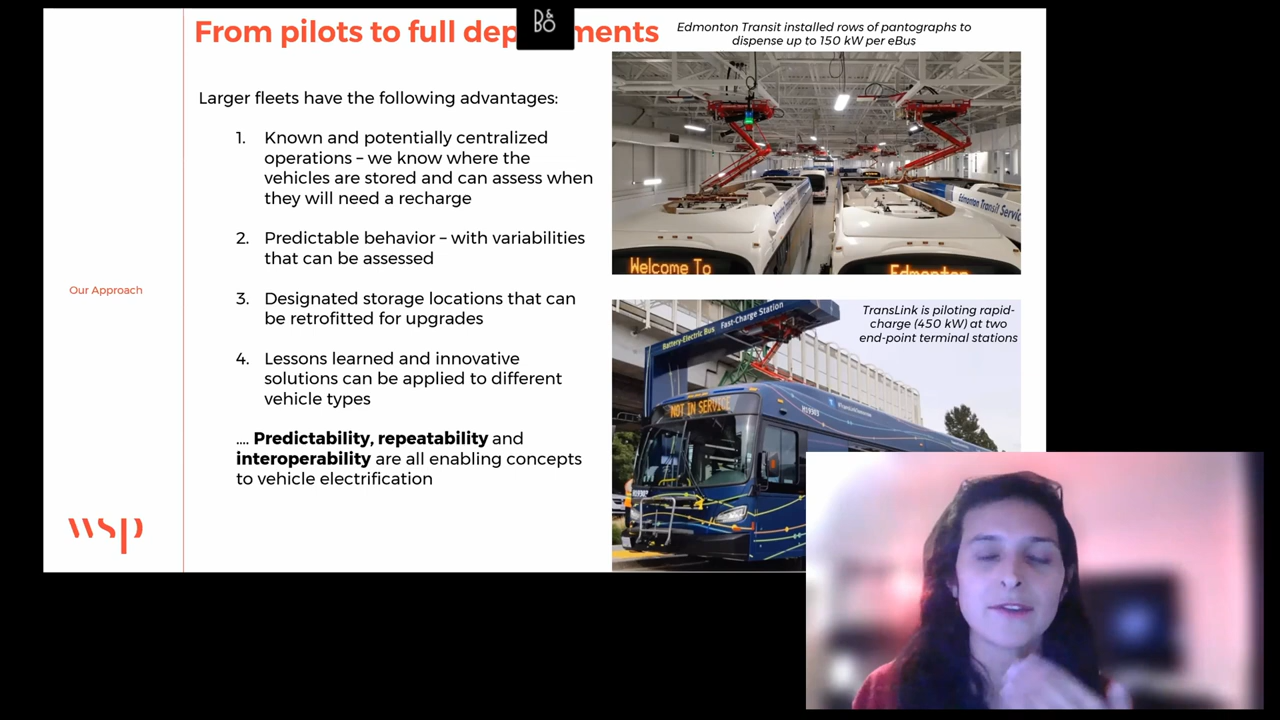 From pilots to full dep ments
B&O
Edmonton Transit installed rows of pantographs to
dispense up to 150 kW per eBus
Larger fleets have the following advantages:
1. Known and potentially centralized
operations – we know where the
vehicles are stored and can assess when
they will need a recharge
2. Predictable behavior – with variabilities
that can be assessed
3. Designated storage locations that can
be retrofitted for upgrades
4. Lessons learned and innovative
solutions can be applied to different
vehicle types
.... Predictability, repeatability and
interoperability are all enabling concepts
to vehicle electrification
Our Approach
wsp
Edmonton Transit Service
Edmonton Transit Servic
Welcome To
Edmonton
TransLink is piloting rapid-
charge (450 kW) at two
end-point terminal stations
Battery-Electric Bus Fast-Charge Station
NOT IN SERVICE